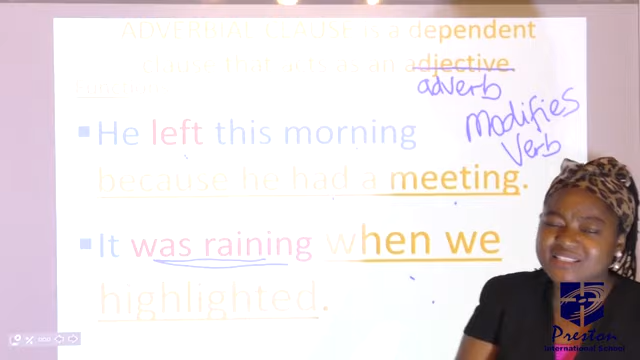 ADVERBIAL CLAUSE is a dependent
clause that acts as an adjective
adverb
Modifies
Verb
He left this morning
because he had a meeting.
It was raining when we
highlighted.
Preston
International School